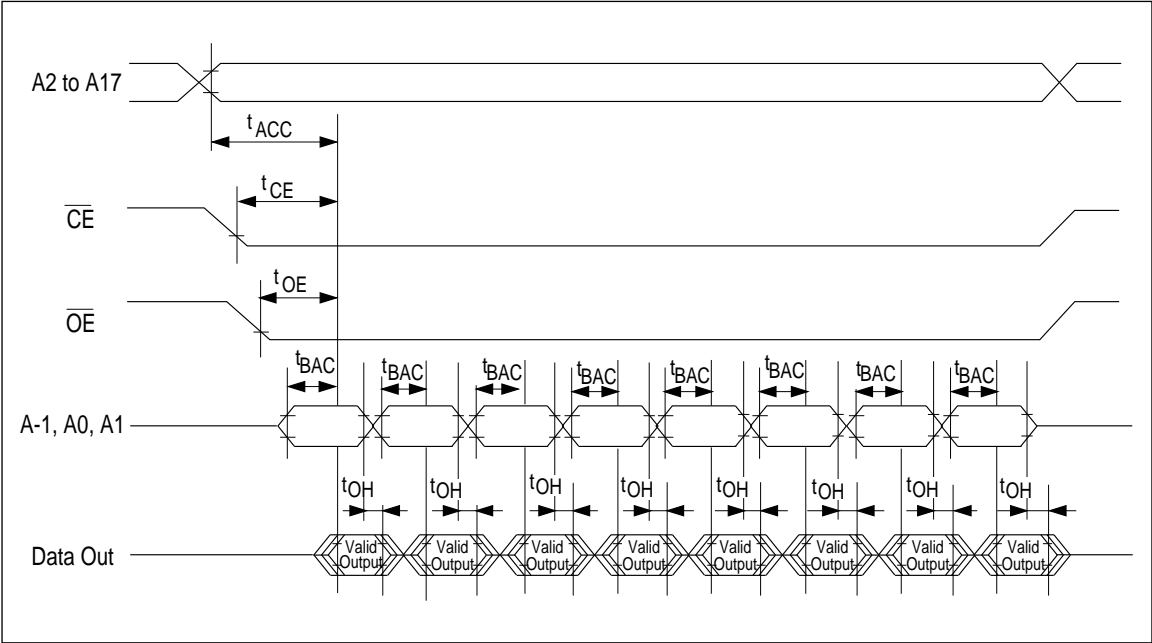 A2 to A17
tACC
tCE
CE
tOE
OE
tBAC tBAC tBAC tBAC tBAC tBAC tBAC tBAC
A-1, A0, A1
tOH tOH tOH tOH tOH tOH tOH tOH
Data Out
Valid Valid Valid Valid Valid Valid Valid Valid
Output Output Output Output Output Output Output Output